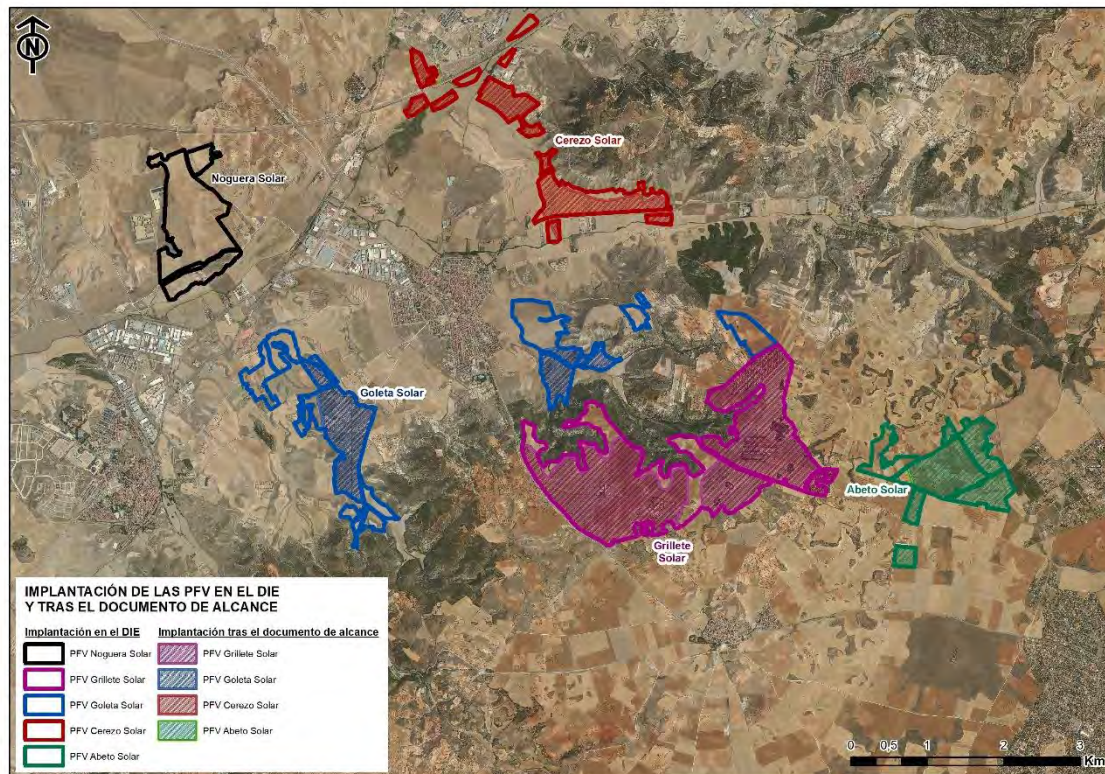 N
Cerezo Solar
Noguera Solar
Goleta Solar
Abeto Solar
Grillete
Solar
IMPLANTACIÓN DE LAS PFV EN EL DIE
Y TRAS EL DOCUMENTO DE ALCANCE
Implantación en el DIE Implantación tras el documento de alcance
PFV Noguera Solar PFV Grillete Solar
PFV Grillete Solar PFV Goleta Solar
PFV Goleta Solar PFV Cerezo Solar
PFV Cerezo Solar PFV Abeto Solar
PFV Abeto Solar
0 0,5 1 2 3
Km